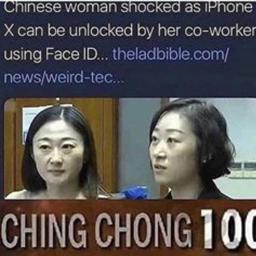 Chinese woman shocked as iPhone
X can be unlocked by her co-worker
using Face ID... theladbible.com/
news/weird-tec...
CHING CHONG 100